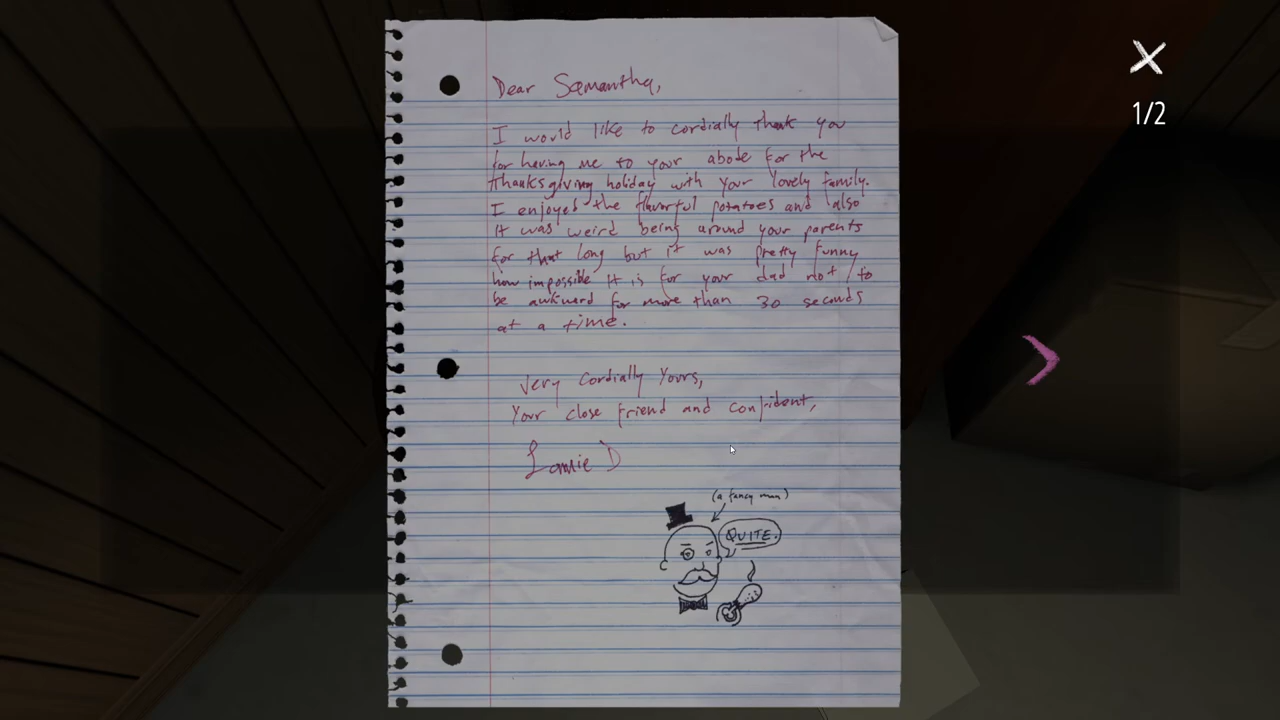 Dear Samantha,
1/2
I would like to cordially thank you
for having me to your abode for the
thanksgiving holiday with your lovely family.
I enjoyed the flavorful potatoes and also
It was weird being around your parents
for that long but it was pretty funny
how impossible it is for your dad not to
be awkward for more than 30 seconds
at a time.
Very Cordially Yours,
Your close friend and confident,
Lonnie D
(a fancy man)
QUITE.